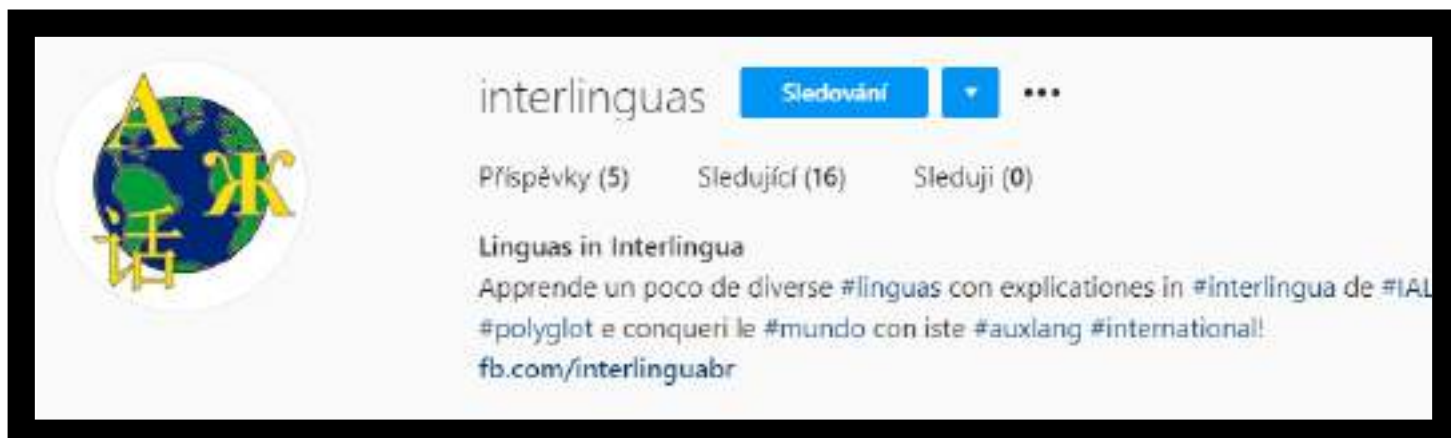 А
Ж
话
interlinguas Sledování
Příspěvky (5) Sledující (16) Sleduji (0)
Linguas in Interlingua
Apprende un poco de diverse #linguas con explicationes in #interlingua de #IAL
#polyglot e conqueri le #mundo con iste #auxlang #international!
fb.com/interlinguabr